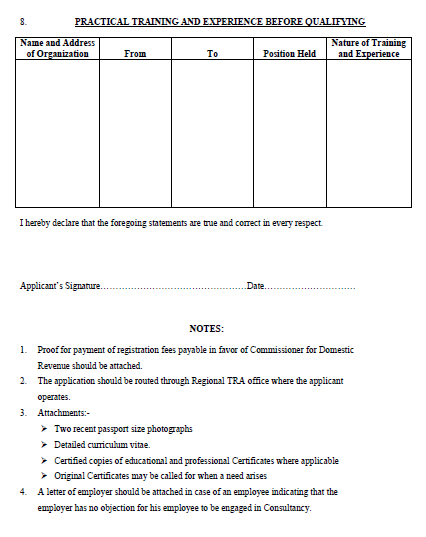 8. PRACTICAL TRAINING AND EXPERIENCE BEFORE QUALIFYING
Name and Address of Organization From To Position Held Nature of Training and Experience
I hereby declare that the foregoing statements are true and correct in every respect.
Applicant's Signature……………………………………………Date…………………………
NOTES:
1. Proof for payment of registration fees payable in favor of Commissioner for Domestic
Revenue should be attached.
2. The application should be routed through Regional TRA office where the applicant
operates.
3. Attachments:-
➢ Two recent passport size photographs
➢ Detailed curriculum vitae.
➢ Certified copies of educational and professional Certificates where applicable
➢ Original Certificates may be called for when a need arises
4. A letter of employer should be attached in case of an employee indicating that the
employer has no objection for his employee to be engaged in Consultancy.